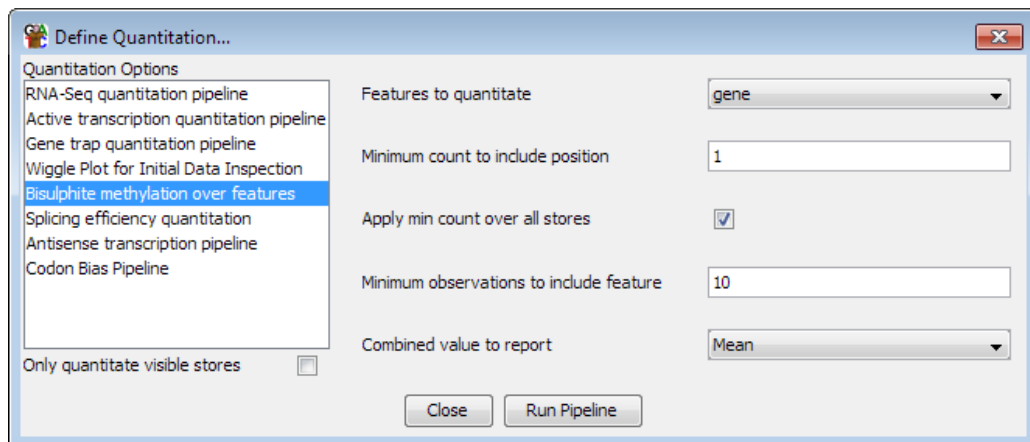 Define Quantitation...
Quantitation Options
RNA-Seq quantitation pipeline
Active transcription quantitation pipeline
Gene trap quantitation pipeline
Wiggle Plot for Initial Data Inspection
Bisulphite methylation over features
Splicing efficiency quantitation
Antisense transcription pipeline
Codon Bias Pipeline
Only quantitate visible stores
Features to quantitate gene
Minimum count to include position 1
Apply min count over all stores
Minimum observations to include feature 10
Combined value to report Mean
Close Run Pipeline